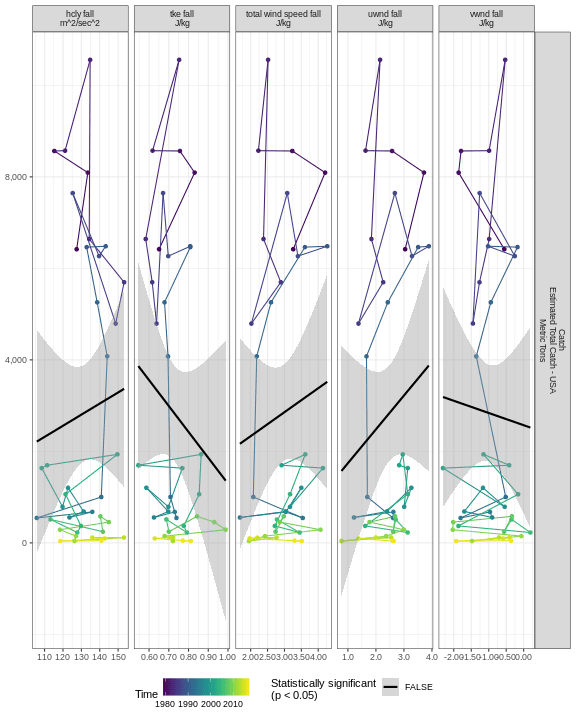 hcly fall
m^2/sec^2
tke fall
J/kg
total wind speed fall
J/kg
uwnd fall
J/kg
vwnd fall
J/kg
8,000
4,000
0
Catch
Estimated Total Catch - USA
Metric Tons
110 120 130 140 150
0.60 0.70 0.80 0.90 1.00
2.00 2.50 3.00 3.50 4.00
1.0 2.0 3.0 4.0
-2.00 -1.50 -1.00 -0.50 0.00
Time
1980 1990 2000 2010
Statistically significant
(p < 0.05)
FALSE